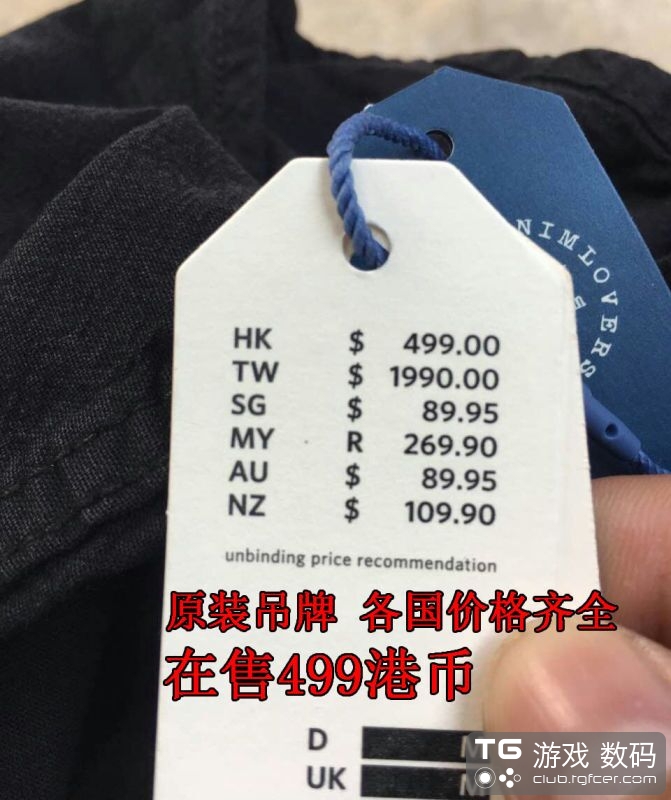 NIMLOVERS
HK $ 499.00
TW $ 1990.00
SG $ 89.95
MY R 269.90
AU $ 89.95
NZ $ 109.90
unbinding price recommendation
原装吊牌 各国价格齐全
在售499港币
D
UK
TG 游戏 数码
club.rgfcer.com